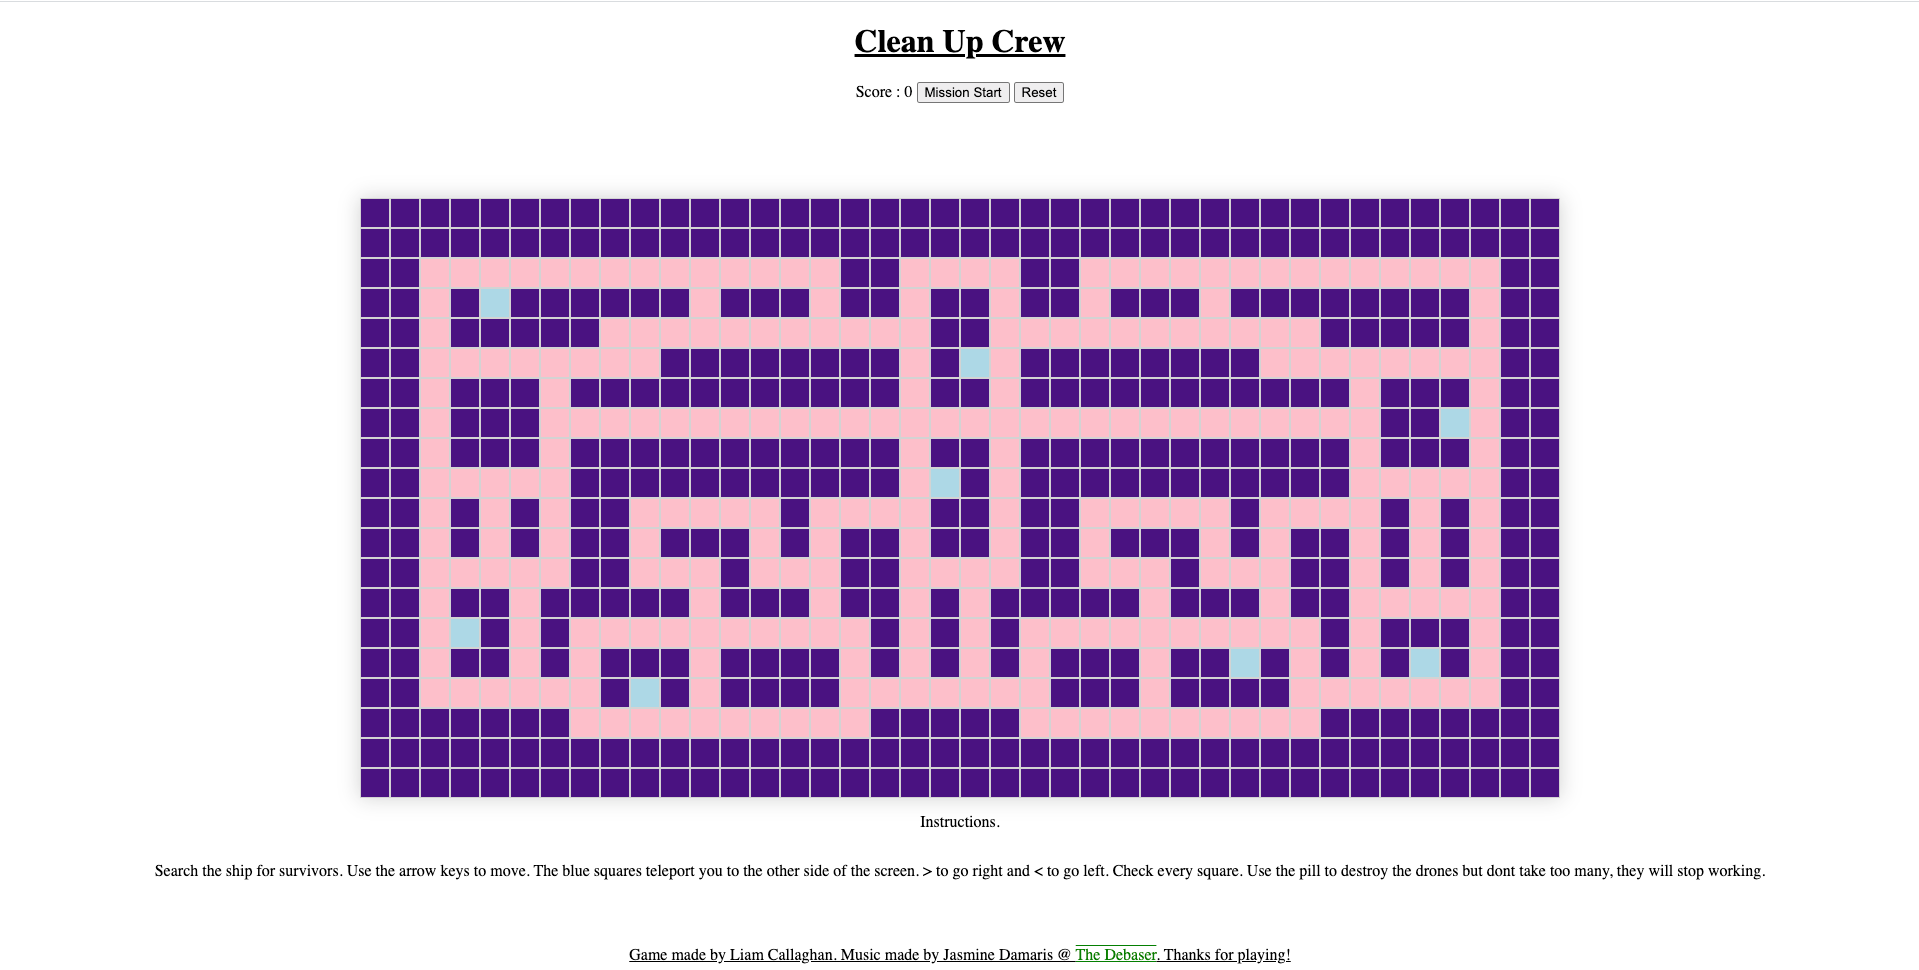 Clean Up Crew
Score : 0 Mission Start Reset
Instructions.
Search the ship for survivors. Use the arrow keys to move. The blue squares teleport you to the other side of the screen. > to go right and < to go left. Check every square. Use the pill to destroy the drones but dont take too many, they will stop working.
Game made by Liam Callaghan. Music made by Jasmine Damaris @ The Debaser. Thanks for playing!